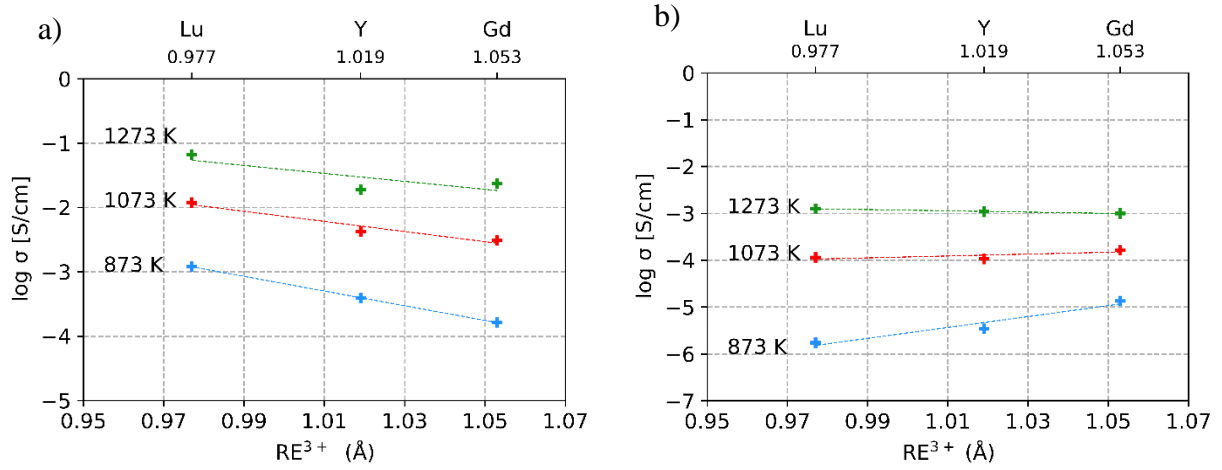 a)
Lu Y Gd
0.977 1.019 1.053
0
−1
−2
−3
−4
−5
log σ [S/cm]
1273 K
1073 K
873 K
0.95 0.97 0.99 1.01 1.03 1.05 1.07
RE³⁺ (Å)
b)
Lu Y Gd
0.977 1.019 1.053
0
−1
−2
−3
−4
−5
−6
−7
log σ [S/cm]
1273 K
1073 K
873 K
0.95 0.97 0.99 1.01 1.03 1.05 1.07
RE³⁺ (Å)